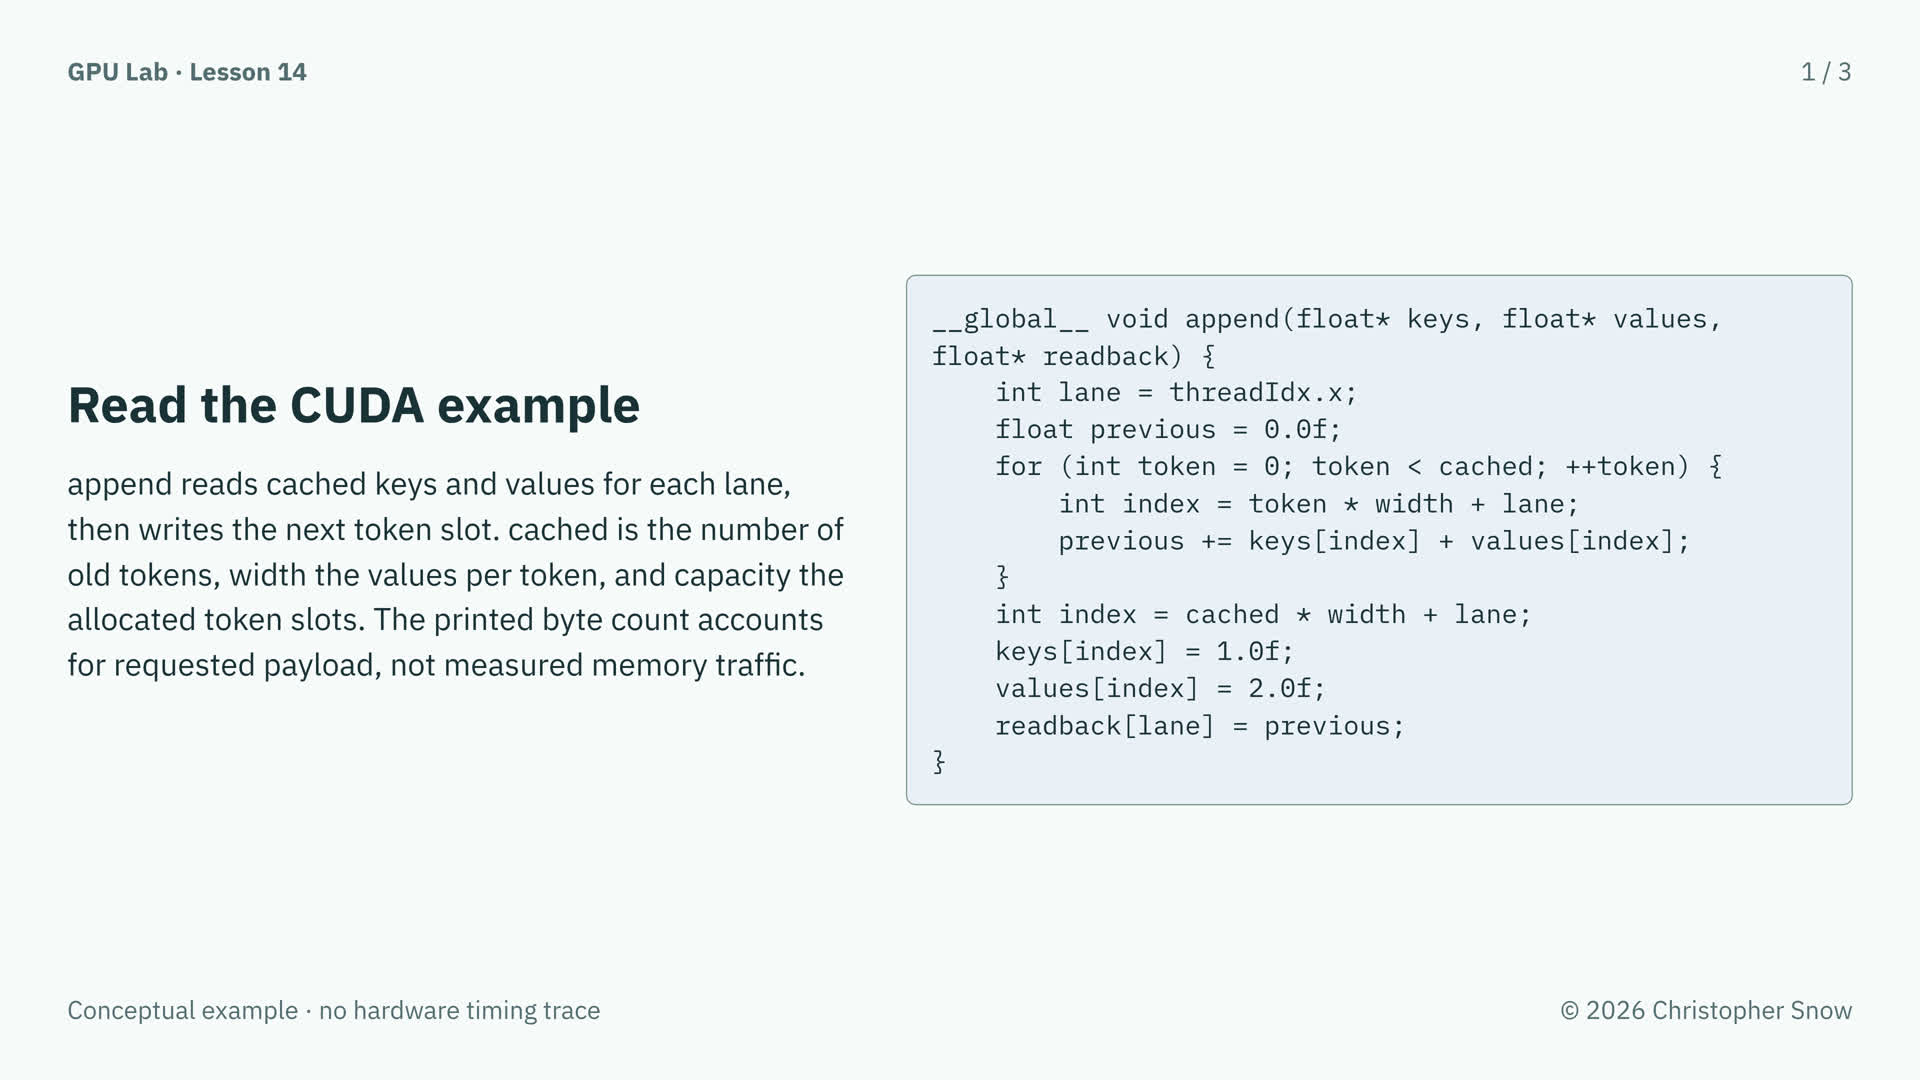 GPU Lab · Lesson 14
1 / 3
Read the CUDA example
append reads cached keys and values for each lane,
then writes the next token slot. cached is the number of
old tokens, width the values per token, and capacity the
allocated token slots. The printed byte count accounts
for requested payload, not measured memory traffic.
__global__ void append(float* keys, float* values,
float* readback) {
    int lane = threadIdx.x;
    float previous = 0.0f;
    for (int token = 0; token < cached; ++token) {
        int index = token * width + lane;
        previous += keys[index] + values[index];
    }
    int index = cached * width + lane;
    keys[index] = 1.0f;
    values[index] = 2.0f;
    readback[lane] = previous;
}
Conceptual example · no hardware timing trace
© 2026 Christopher Snow